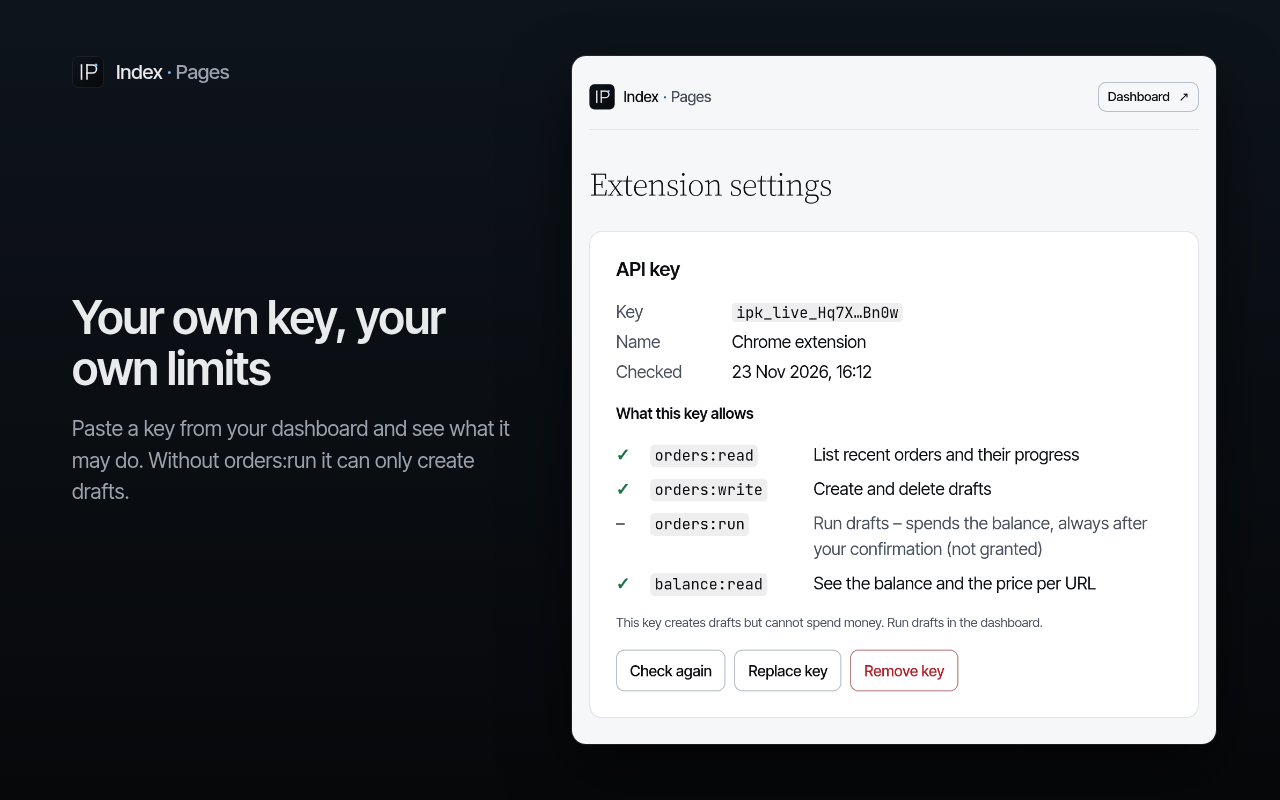 IP Index · Pages
Your own key, your
own limits
Paste a key from your dashboard and see what it
may do. Without orders:run it can only create
drafts.
IP Index · Pages
Dashboard ↗
Extension settings
API key
Key ipk_live_Hq7X…Bn0w
Name Chrome extension
Checked 23 Nov 2026, 16:12
What this key allows
✓ orders:read List recent orders and their progress
✓ orders:write Create and delete drafts
– orders:run Run drafts – spends the balance, always after
your confirmation (not granted)
✓ balance:read See the balance and the price per URL
This key creates drafts but cannot spend money. Run drafts in the dashboard.
Check again Replace key Remove key